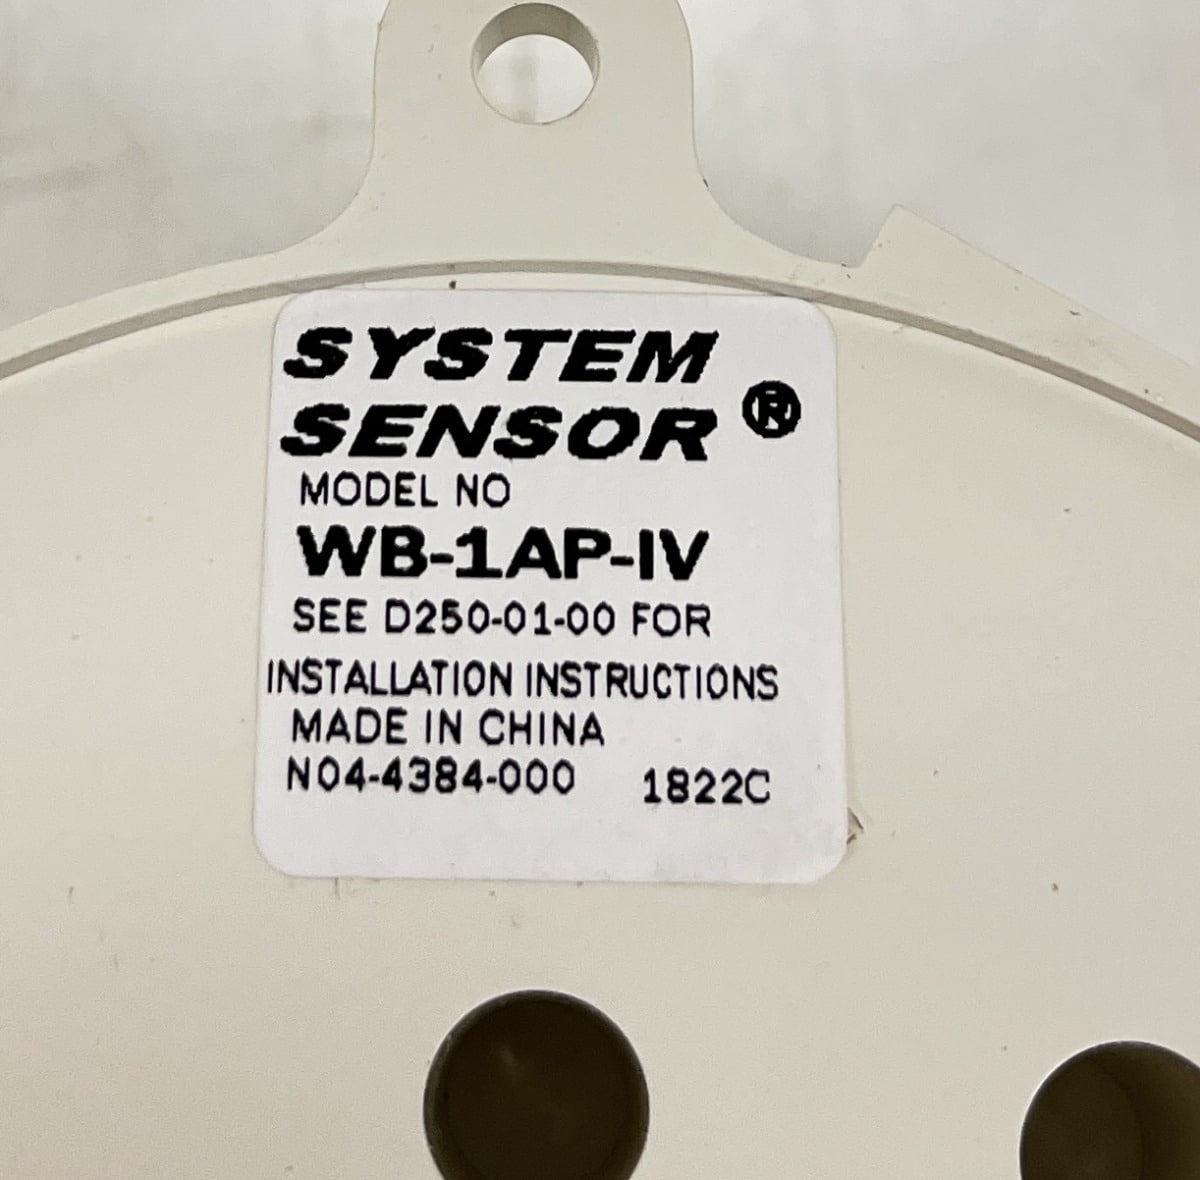 SYSTEM
SENSOR ®
MODEL NO
WB-1AP-IV
SEE D250-01-00 FOR
INSTALLATION INSTRUCTIONS
MADE IN CHINA
N04-4384-000 1822C